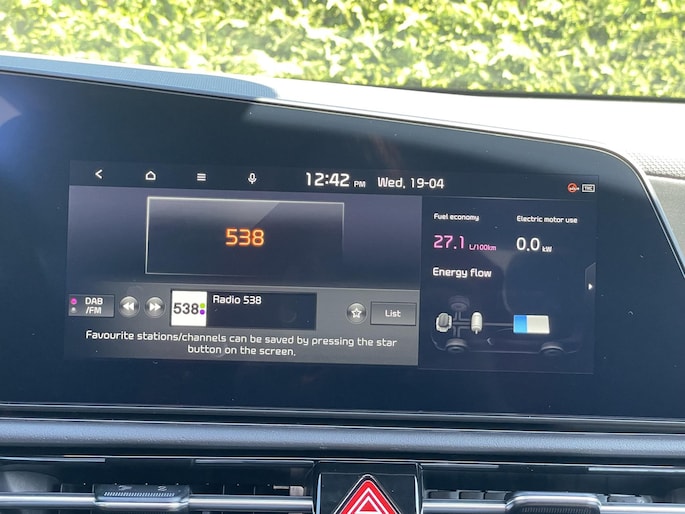 12:42 PM Wed, 19-04
538
DAB
/FM
538
Radio 538
List
Favourite stations/channels can be saved by pressing the star
button on the screen.
Fuel economy
Electric motor use
27.1 L/100km
0.0 kW
Energy flow